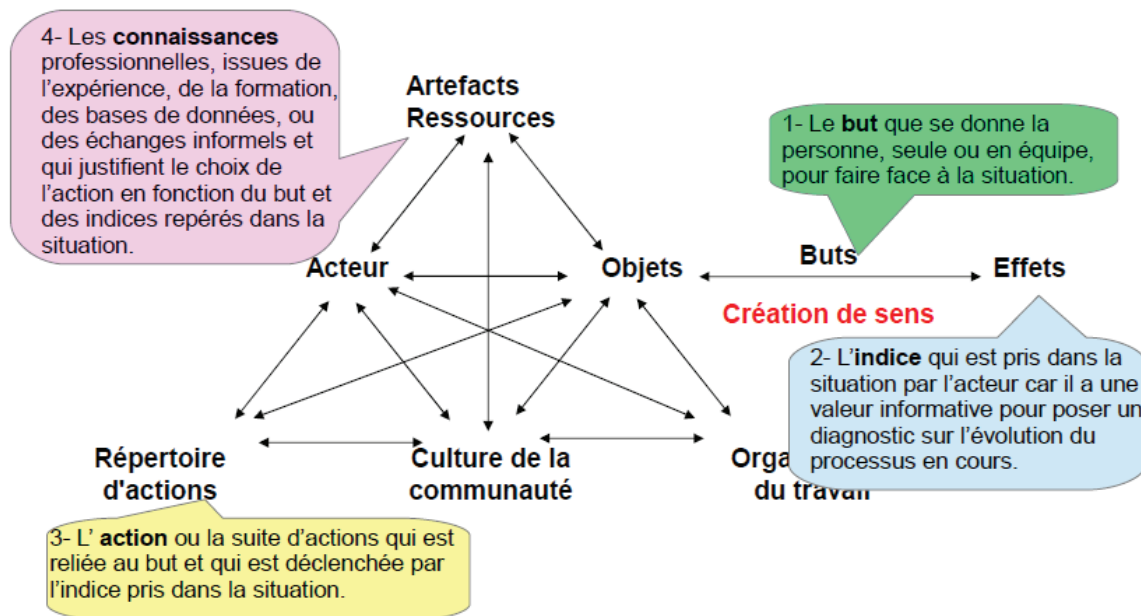 4- Les connaissances
professionnelles, issues de
l'expérience, de la formation,
des bases de données, ou
des échanges informels et
qui justifient le choix de
l'action en fonction du but et
des indices repérés dans la
situation.
Artefacts
Ressources
1- Le but que se donne la
personne, seule ou en équipe,
pour faire face à la situation.
Acteur
Objets
Buts
Effets
Création de sens
2- L'indice qui est pris dans la
situation par l'acteur car il a une
valeur informative pour poser un
diagnostic sur l'évolution du
processus en cours.
Répertoire
d'actions
Culture de la
communauté
Orga
du travail
3- L' action ou la suite d'actions qui est
reliée au but et qui est déclenchée par
l'indice pris dans la situation.